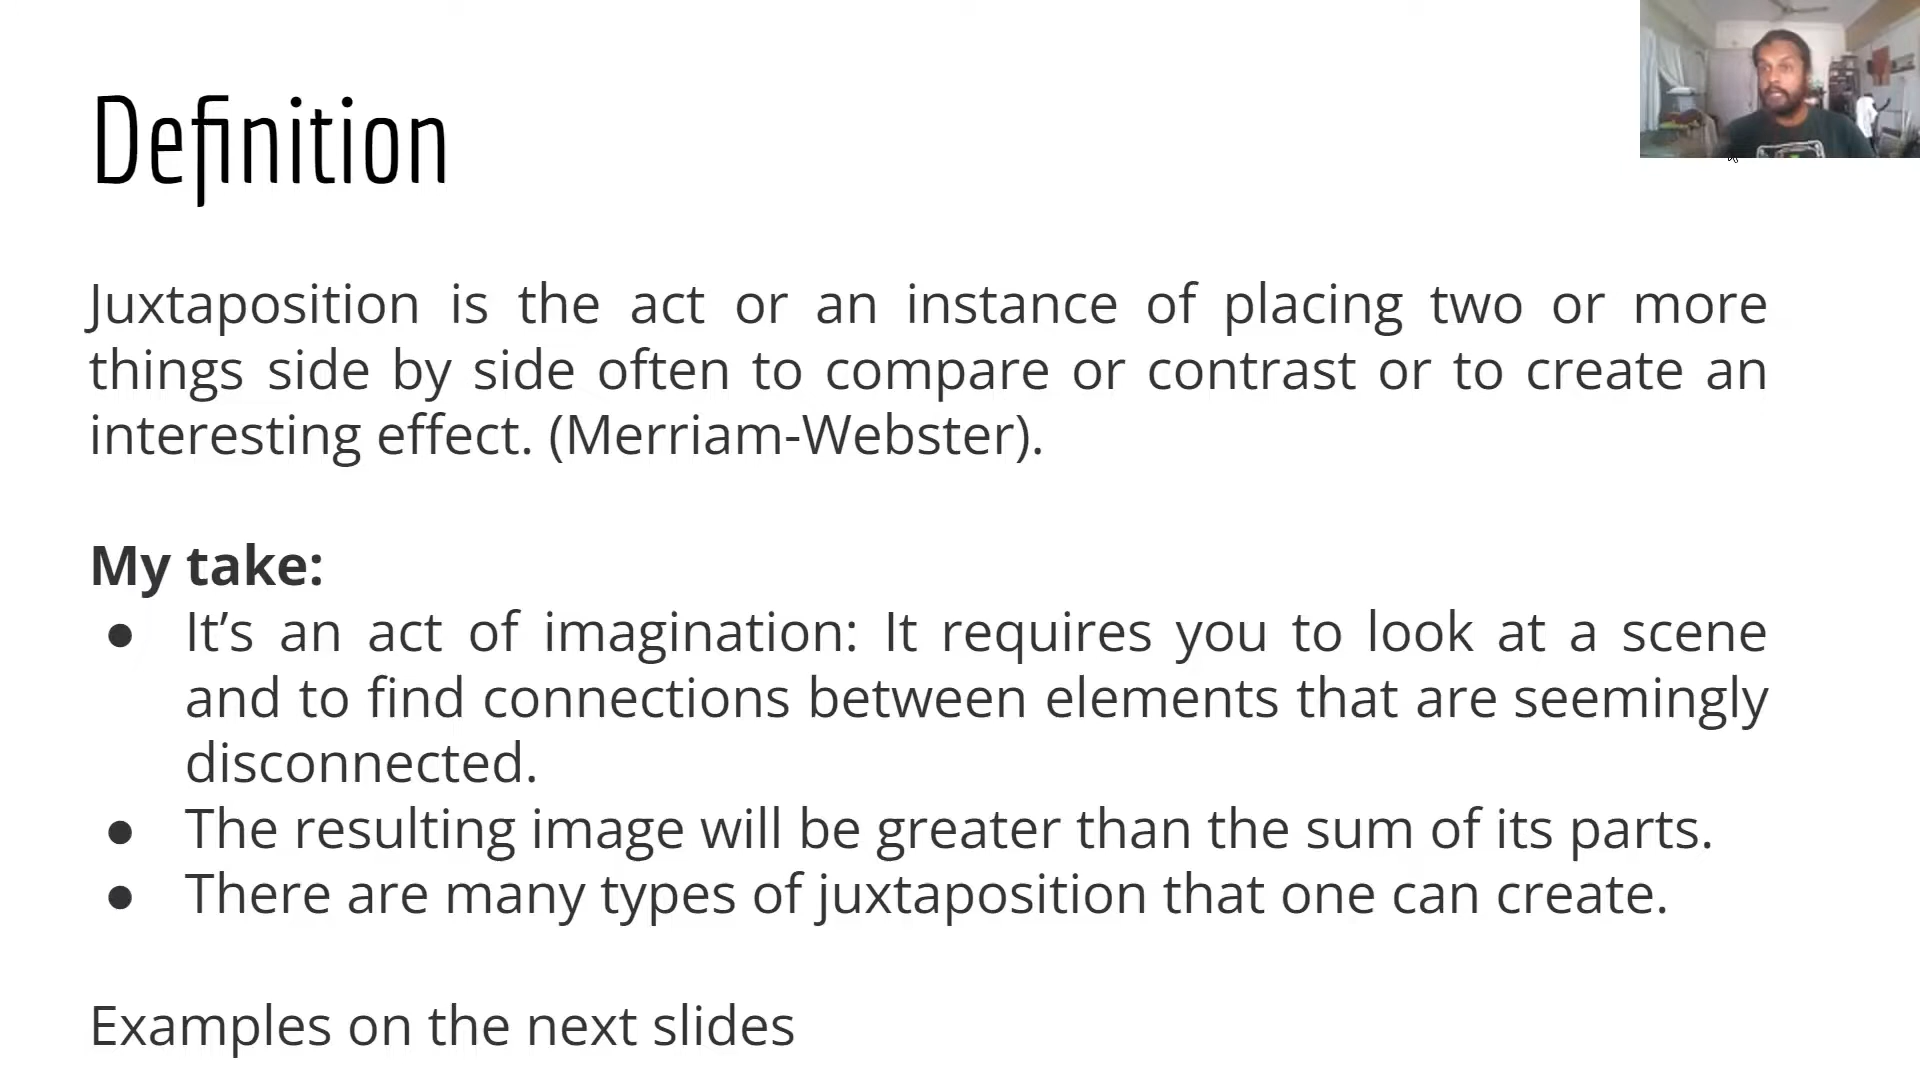 Definition
Juxtaposition is the act or an instance of placing two or more
things side by side often to compare or contrast or to create an
interesting effect. (Merriam-Webster).
My take:
● It’s an act of imagination: It requires you to look at a scene
and to find connections between elements that are seemingly
disconnected.
● The resulting image will be greater than the sum of its parts.
● There are many types of juxtaposition that one can create.
Examples on the next slides